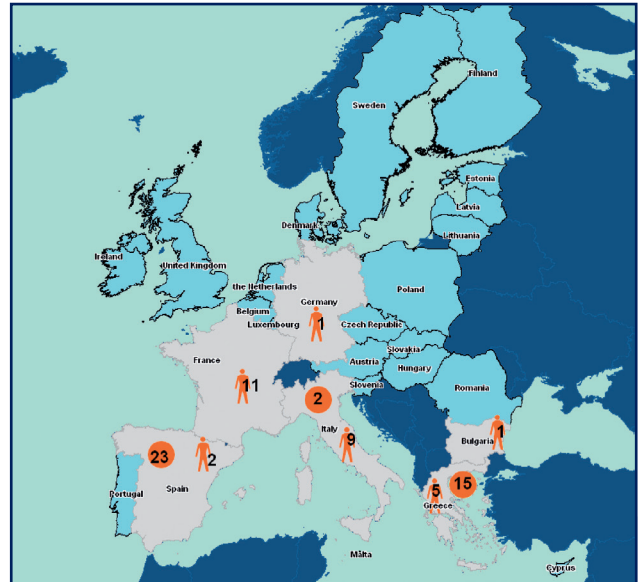 Finland
Sweden
Estonia
Latvia
Denmark
Lithuania
Ireland
United Kingdom
the Netherlands
Poland
Germany
Belgium
1
Luxembourg
Czech Republic
Slovakia
France
Austria
Hungary
11
Slovenia
Romania
2
Italy
1
9
Bulgaria
23
2
5
15
Portugal
Spain
Greece
Malta
Cyprus